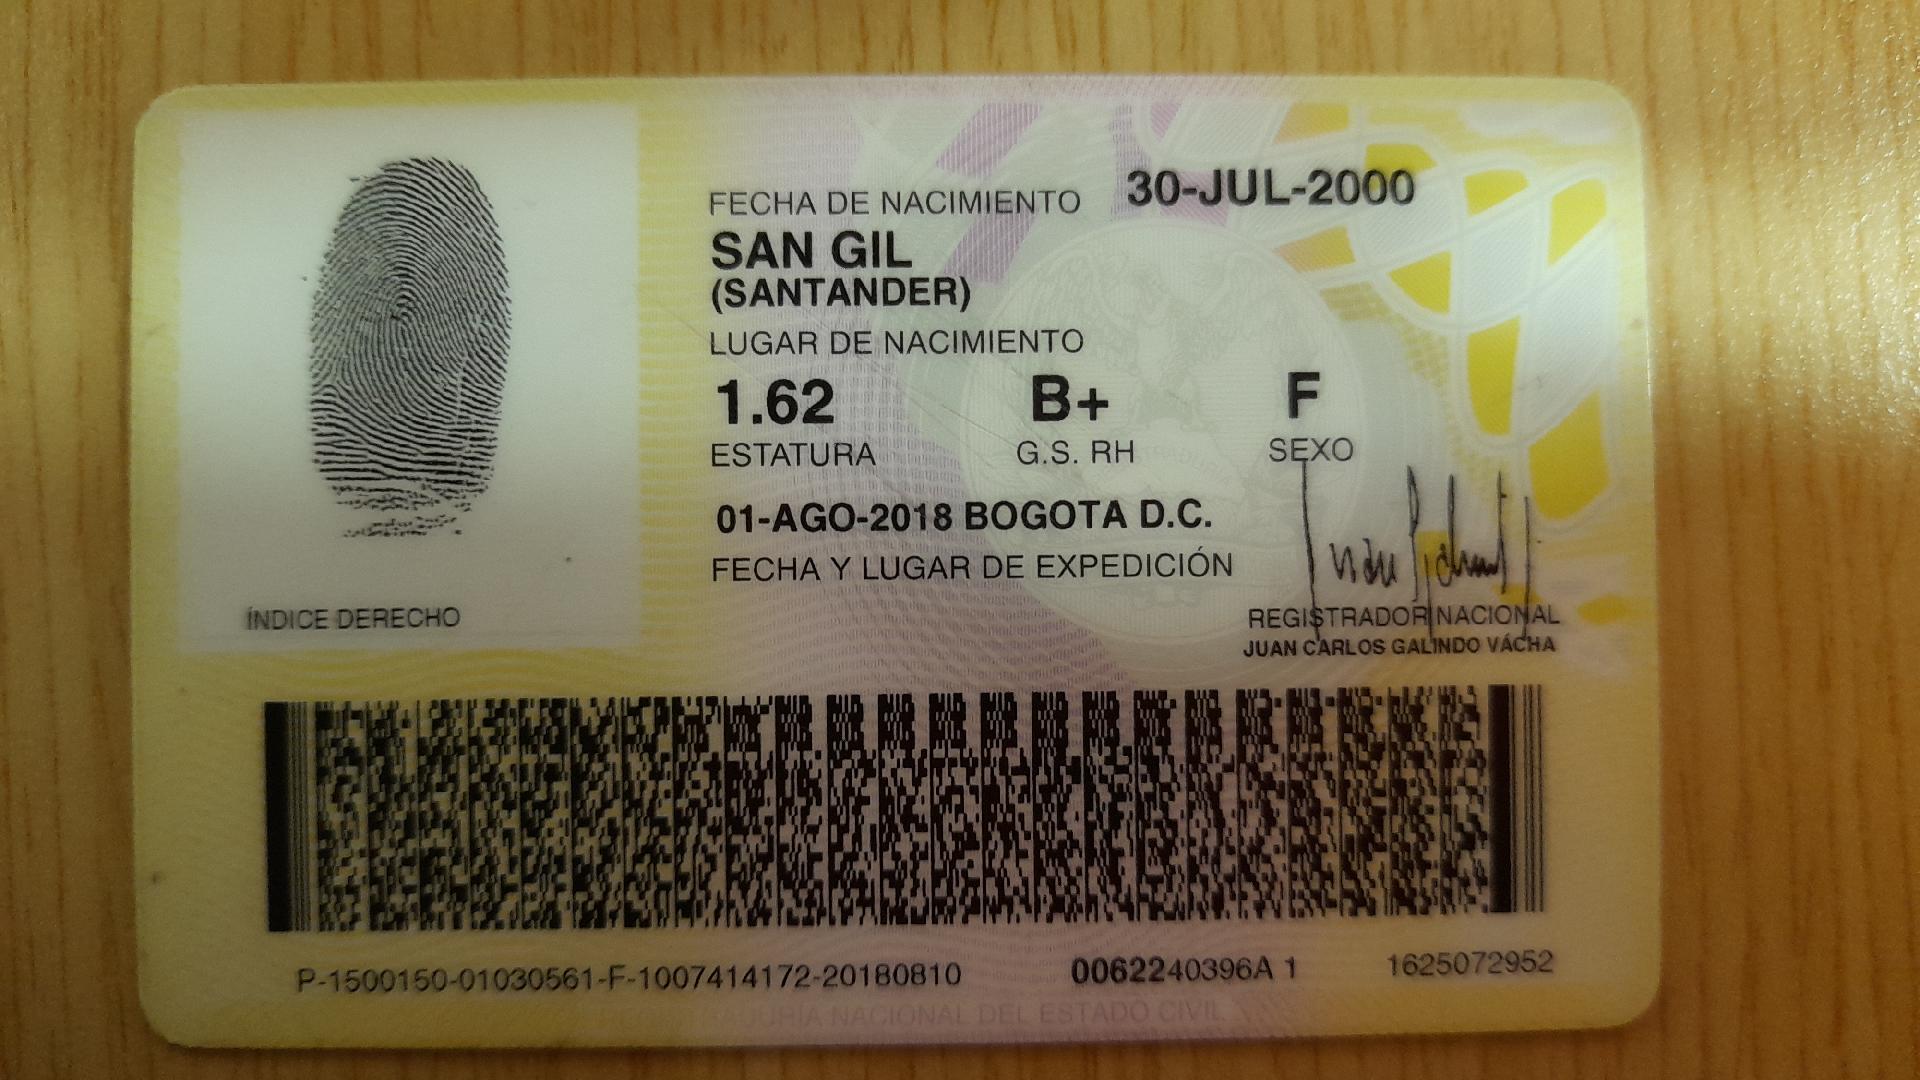 FECHA DE NACIMIENTO 30-JUL-2000
SAN GIL
(SANTANDER)
LUGAR DE NACIMIENTO
1.62 B+ F
ESTATURA G.S. RH SEXO
01-AGO-2018 BOGOTA D.C.
FECHA Y LUGAR DE EXPEDICIÓN
ÍNDICE DERECHO
REGISTRADOR NACIONAL
JUAN CARLOS GALINDO VÁCHA
P-1500150-01030561-F-1007414172-20180810 0062240396A 1 1625072952
REGISTRADURÍA NACIONAL DEL ESTADO CIVIL